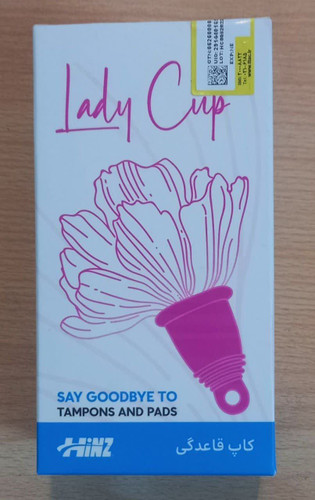 Lady Cup
SAY GOODBYE TO
TAMPONS AND PADS
HiNZ
کاپ قاعدگی